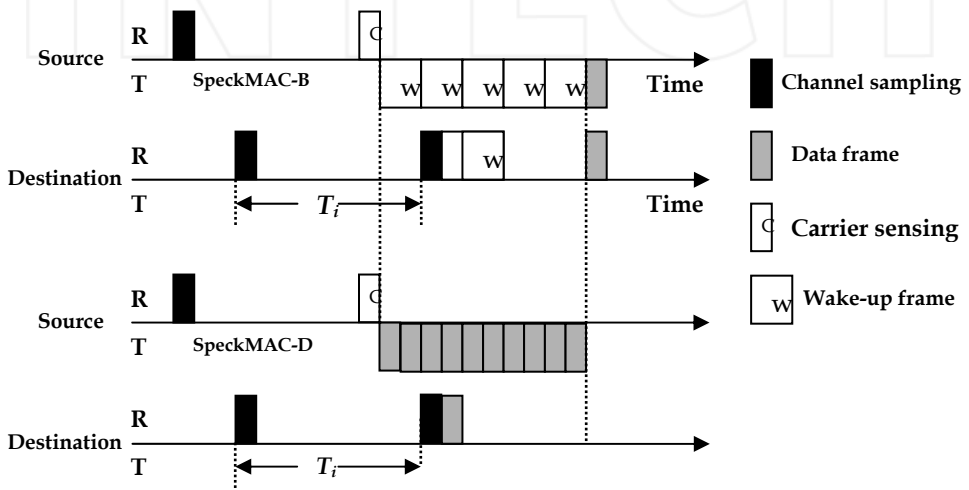 INTECH
R
Source
T
SpeckMAC-B
C
W W W W W
Time
R
Destination
T
W
Tᵢ
Time
R
Source
T
SpeckMAC-D
C
R
Destination
T
Tᵢ
Channel sampling
Data frame
C Carrier sensing
W Wake-up frame